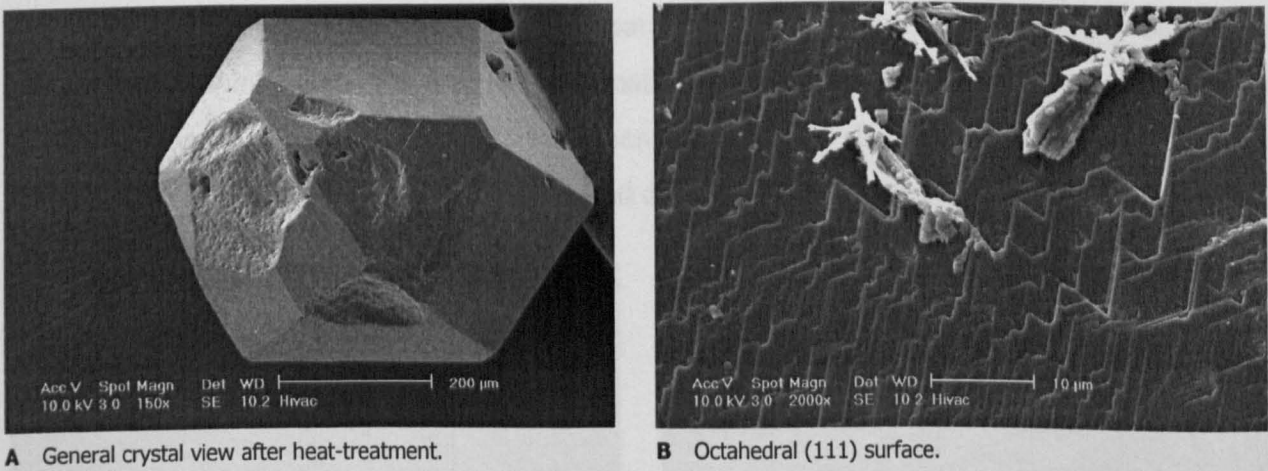 Acc V Spot Magn Det WD 200 µm
10.0 kV 3.0 150x SE 10.2 Hivac
A General crystal view after heat-treatment.
Acc V Spot Magn Det WD 10 µm
10.0 kV 3.0 2000x SE 10.2 Hivac
B Octahedral (111) surface.